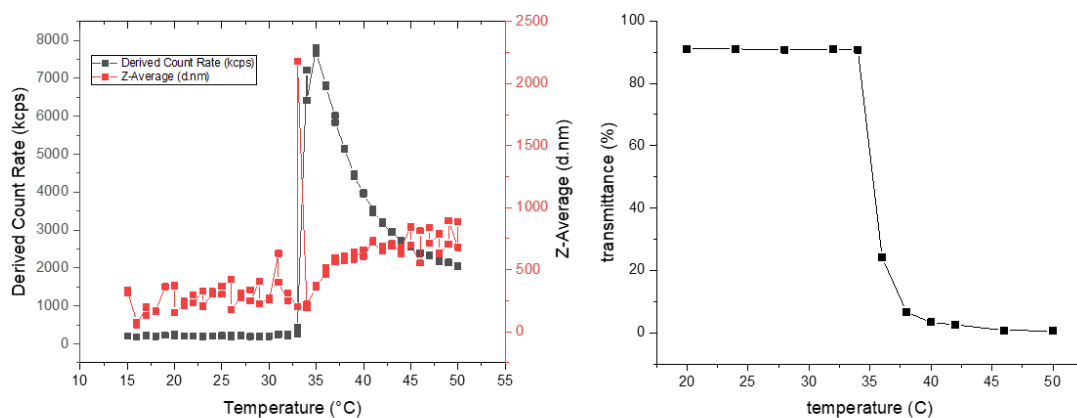 8000
7000
6000
5000
4000
3000
2000
1000
0
Derived Count Rate (kcps)
Derived Count Rate (kcps)
Z-Average (d.nm)
2500
2000
1500
1000
500
0
Z-Average (d.nm)
10 15 20 25 30 35 40 45 50 55
Temperature (°C)
100
80
60
40
20
0
transmittance (%)
20 25 30 35 40 45 50
temperature (C)